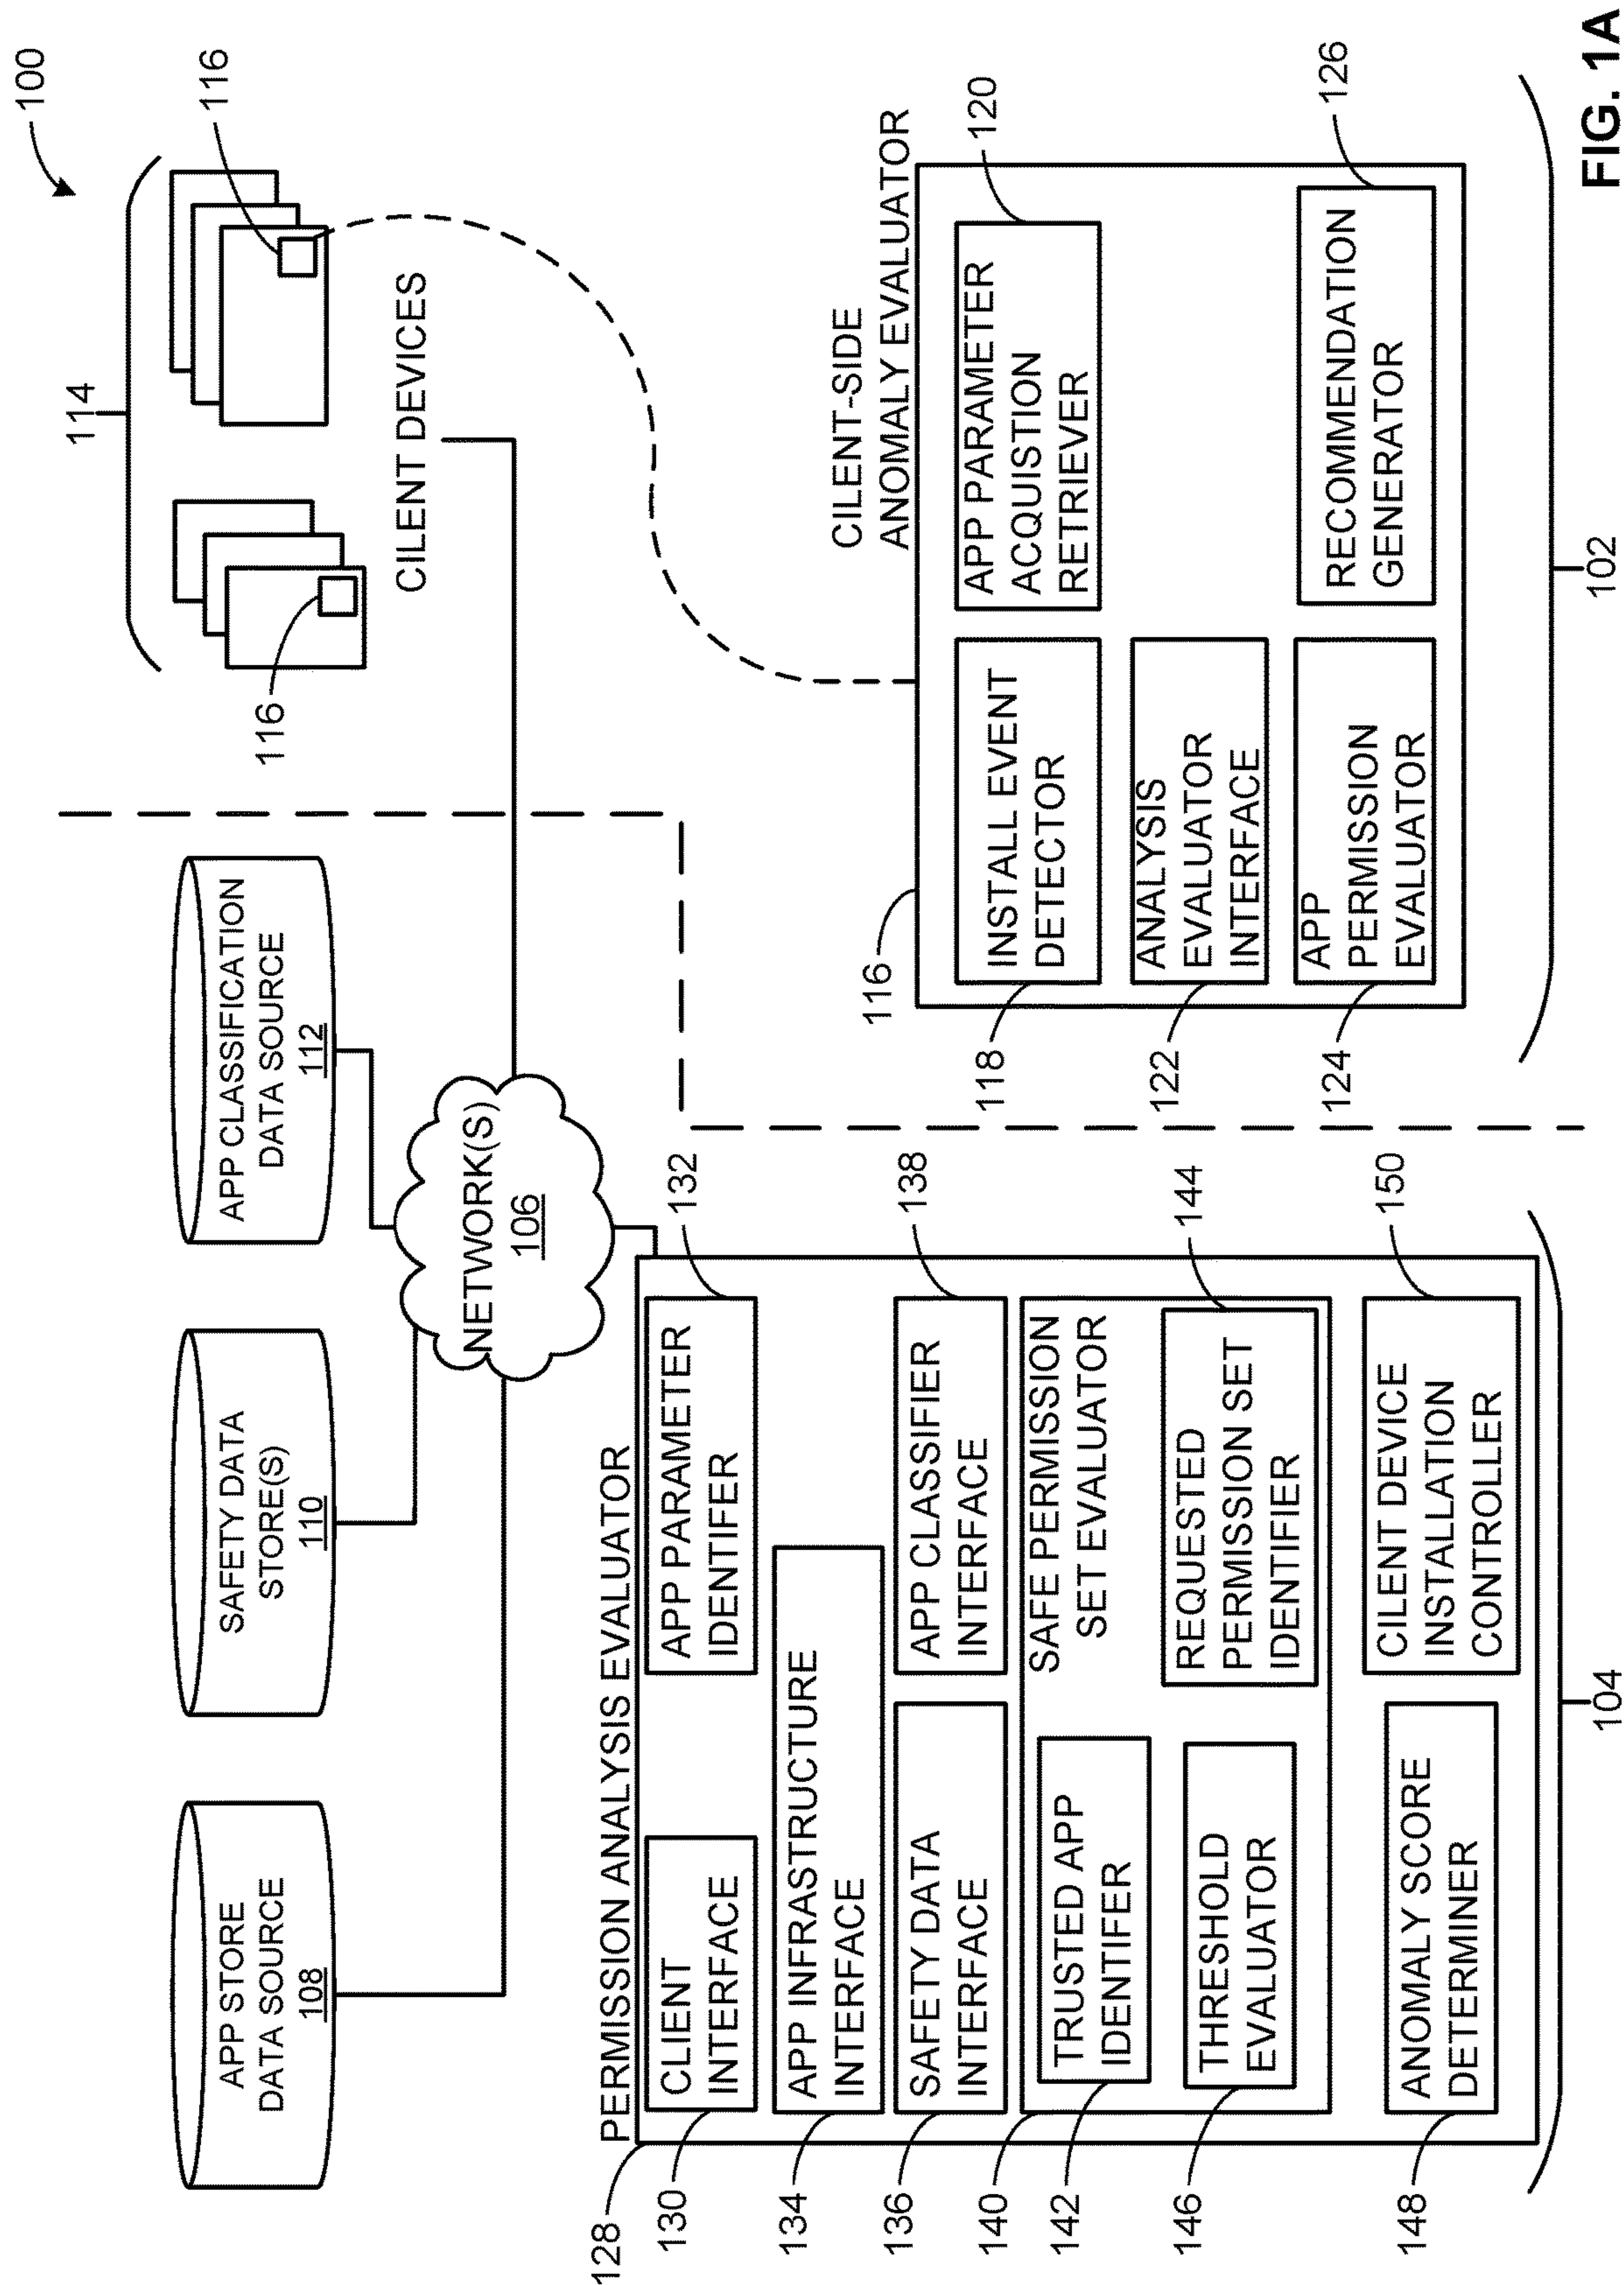 100
114
116
116
CILENT DEVICES
APP STORE
DATA SOURCE
108
SAFETY DATA
STORE(S)
110
APP CLASSIFICATION
DATA SOURCE
112
NETWORK(S)
106
PERMISSION ANALYSIS EVALUATOR
128
CLIENT
INTERFACE
130
APP PARAMETER
IDENTIFER
132
APP INFRASTRUCTURE
INTERFACE
134
SAFETY DATA
INTERFACE
136
APP CLASSIFIER
INTERFACE
138
SAFE PERMISSION
SET EVALUATOR
140
TRUSTED APP
IDENTIFER
142
REQUESTED
PERMISSION SET
IDENTIFIER
144
THRESHOLD
EVALUATOR
146
ANOMALY SCORE
DETERMINER
148
CILENT DEVICE
INSTALLATION
CONTROLLER
150
104
CILENT-SIDE
ANOMALY EVALUATOR
116
INSTALL EVENT
DETECTOR
118
APP PARAMETER
ACQUISTION
RETRIEVER
120
ANALYSIS
EVALUATOR
INTERFACE
122
APP
PERMISSION
EVALUATOR
124
RECOMMENDATION
GENERATOR
126
102
FIG. 1A